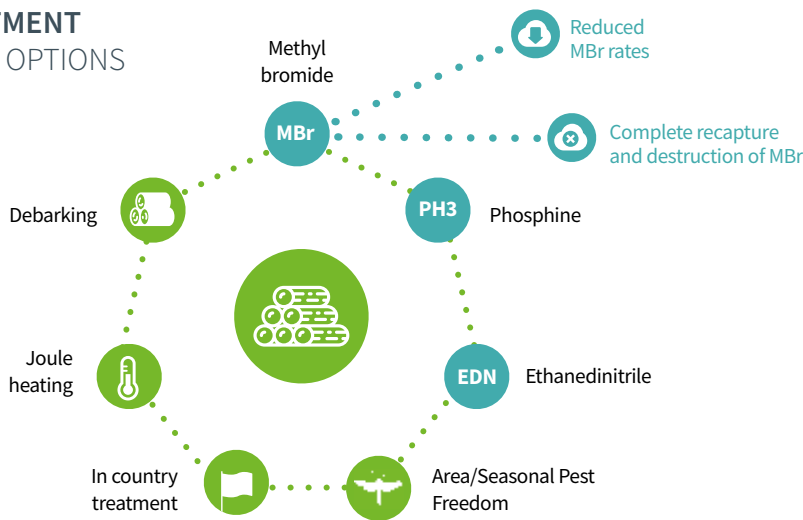 OPTIONS
Methyl
bromide
MBr
Reduced
MBr rates
Complete recapture
and destruction of MBr
PH3
Phosphine
EDN
Ethanedinitrile
Area/Seasonal Pest
Freedom
In country
treatment
Joule
heating
Debarking